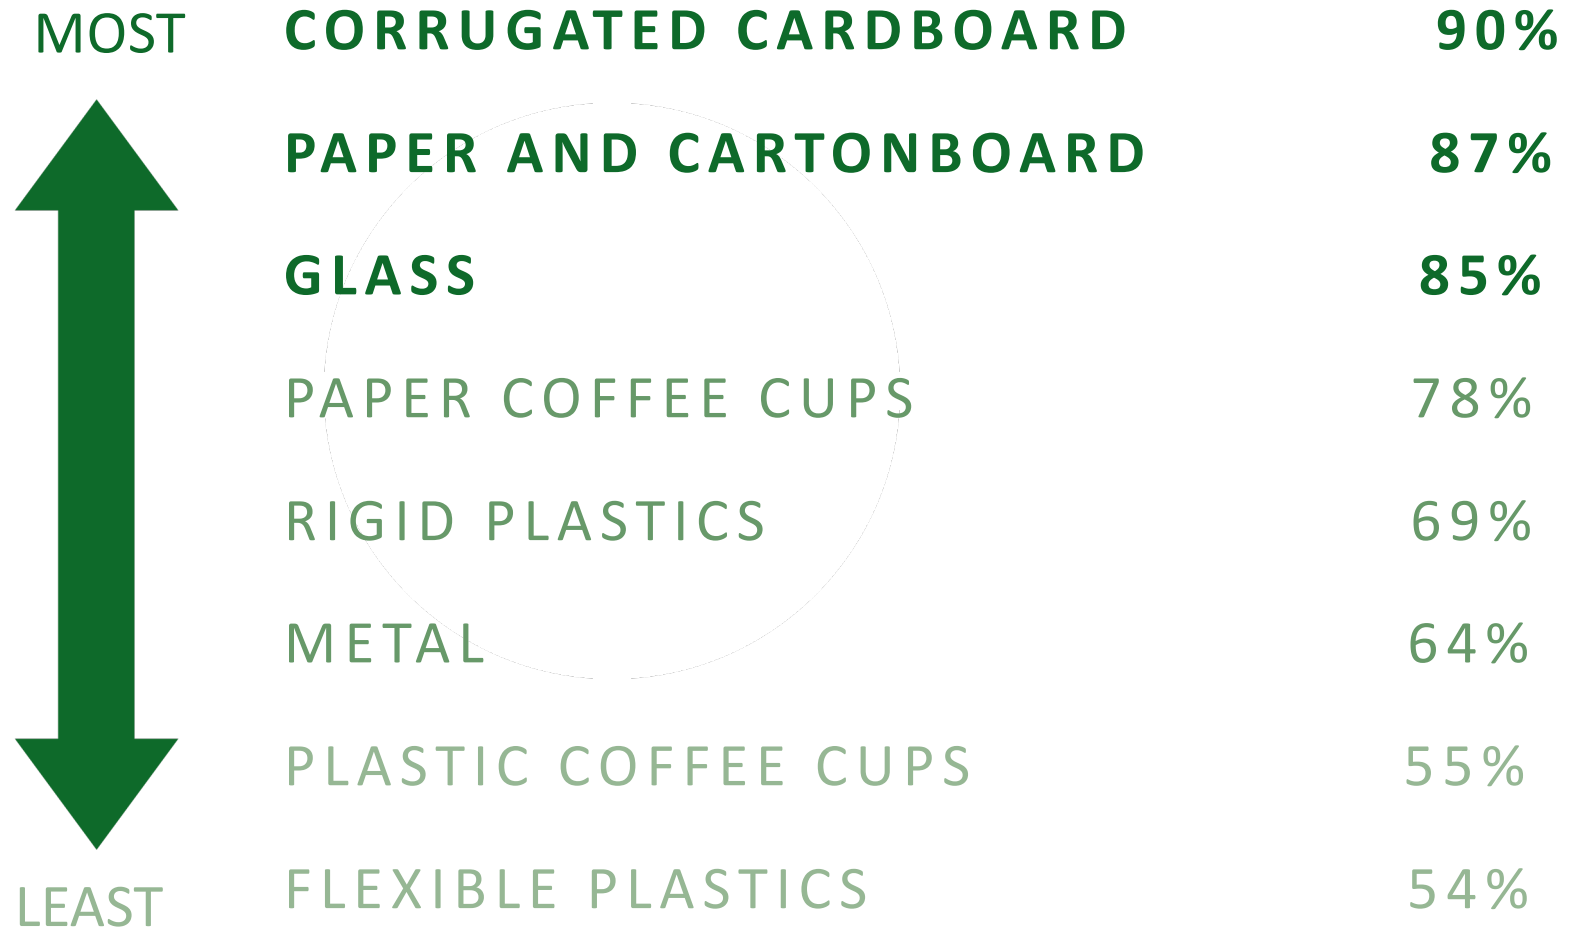 MOST
CORRUGATED CARDBOARD 90%
PAPER AND CARTONBOARD 87%
GLASS 85%
PAPER COFFEE CUPS 78%
RIGID PLASTICS 69%
METAL 64%
PLASTIC COFFEE CUPS 55%
FLEXIBLE PLASTICS 54%
LEAST